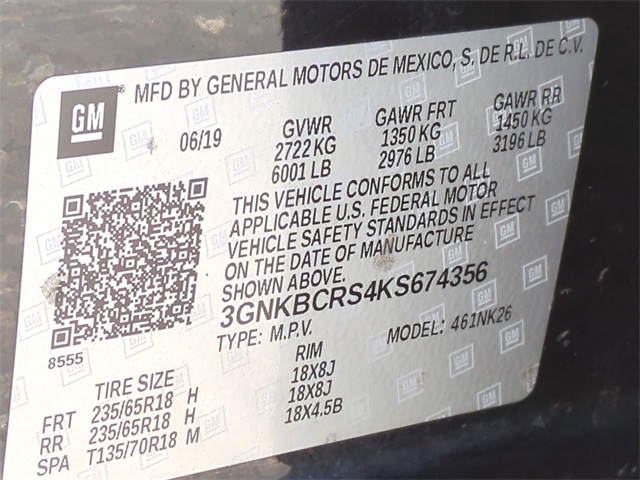 GM
® MFD BY GENERAL MOTORS DE MEXICO, S. DE R.L. DE C.V.
06/19
GVWR
2722 KG
6001 LB
GAWR FRT
1350 KG
2976 LB
GAWR RR
1450 KG
3196 LB
THIS VEHICLE CONFORMS TO ALL
APPLICABLE U.S. FEDERAL MOTOR
VEHICLE SAFETY STANDARDS IN EFFECT
ON THE DATE OF MANUFACTURE
SHOWN ABOVE.
3GNKBCRS4KS674356
TYPE: M.P.V. MODEL: 461NK26
8555
TIRE SIZE RIM
FRT 235/65R18 H 18X8J
RR 235/65R18 H 18X8J
SPA T135/70R18 M 18X4.5B